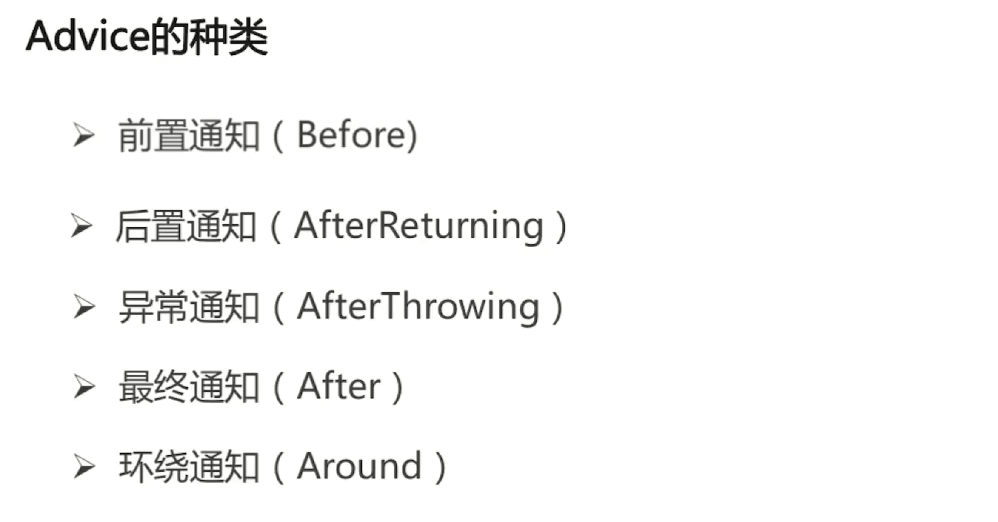 Advice的种类
➢ 前置通知（Before)
➢ 后置通知（AfterReturning）
➢ 异常通知（AfterThrowing）
➢ 最终通知（After）
➢ 环绕通知（Around）